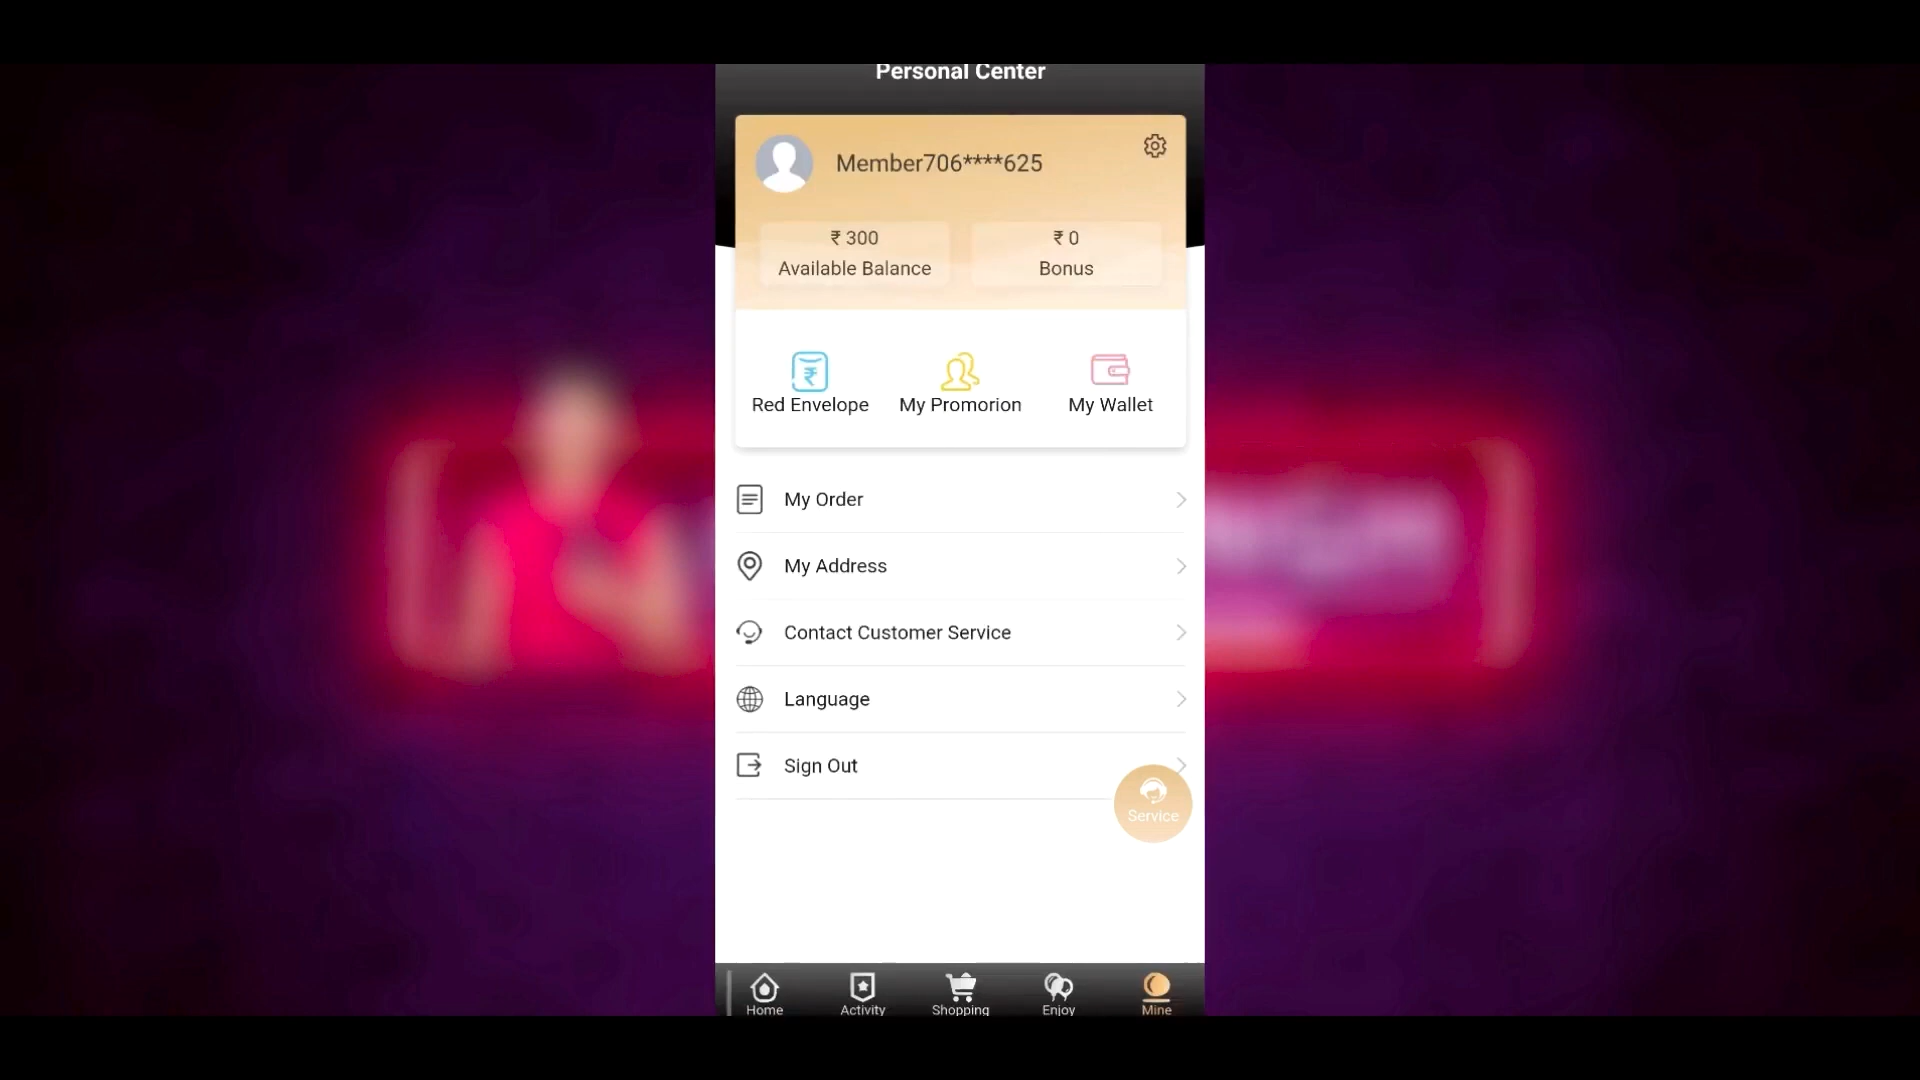 Personal Center
Member706****625
₹ 300
Available Balance
₹ 0
Bonus
Red Envelope
My Promorion
My Wallet
My Order
My Address
Contact Customer Service
Language
Sign Out
Service
Home
Activity
Shopping
Enjoy
Mine